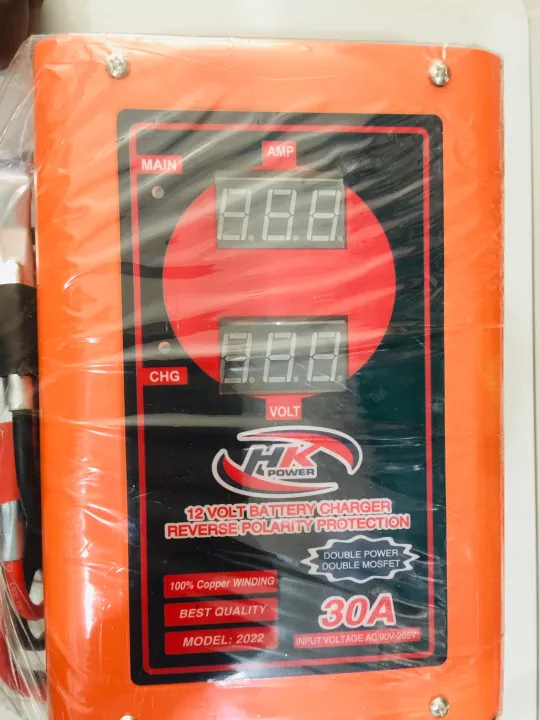 AMP
MAIN
CHG
VOLT
HK
POWER
12 VOLT BATTERY CHARGER
REVERSE POLARITY PROTECTION
DOUBLE POWER
DOUBLE MOSFET
100% Copper WINDING
BEST QUALITY
30A
MODEL: 2022
INPUT VOLTAGE AC 90V-265V